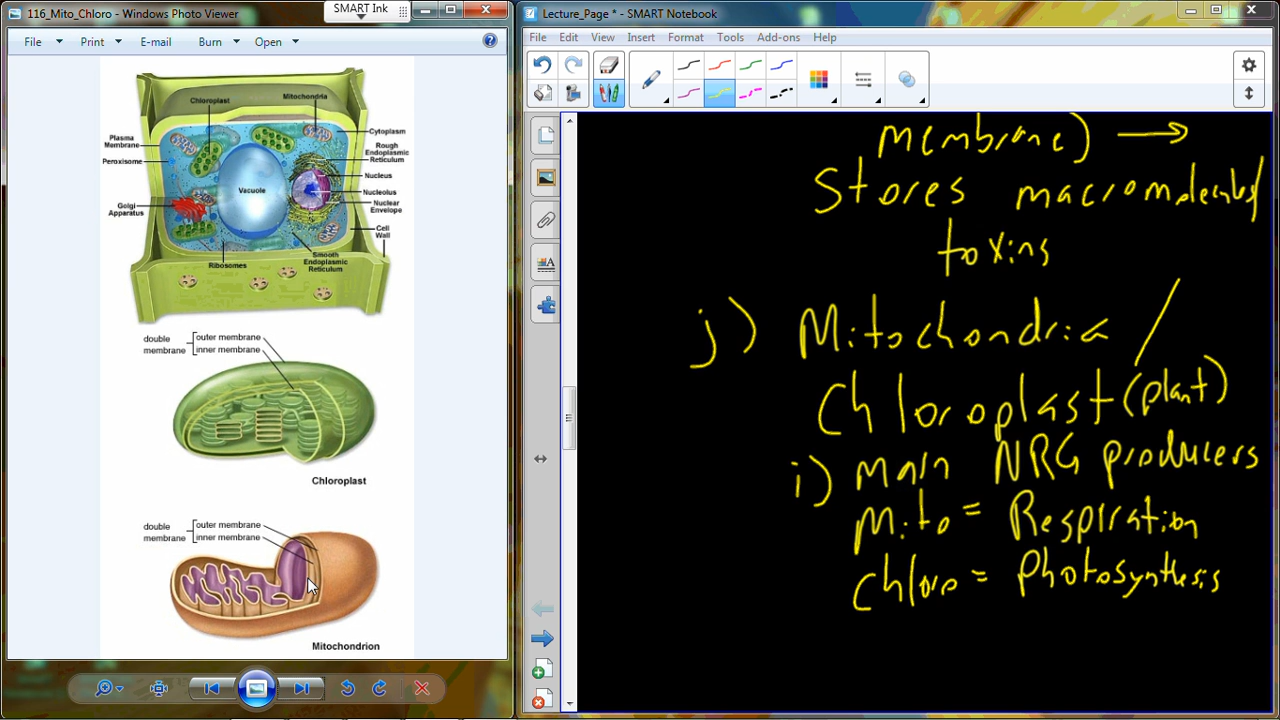 116_Mito_Chloro - Windows Photo Viewer
SMART Ink
File Print E-mail Burn Open
Chloroplast
Mitochondria
Plasma
Membrane
Cytoplasm
Peroxisome
Rough
Endoplasmic
Reticulum
Nucleus
Vacuole
Nucleolus
Golgi
Apparatus
Nuclear
Envelope
Cell
Wall
Ribosomes
Smooth
Endoplasmic
Reticulum
double
membrane
outer membrane
inner membrane
Chloroplast
double
membrane
outer membrane
inner membrane
Mitochondrion
Lecture_Page * - SMART Notebook
File Edit View Insert Format Tools Add-ons Help
membrane) →
Stores macromolecules/
toxins
j) Mitochondria /
Chloroplast (plant)
i) Main NRG producers
Mito = Respiration
Chloro = Photosynthesis